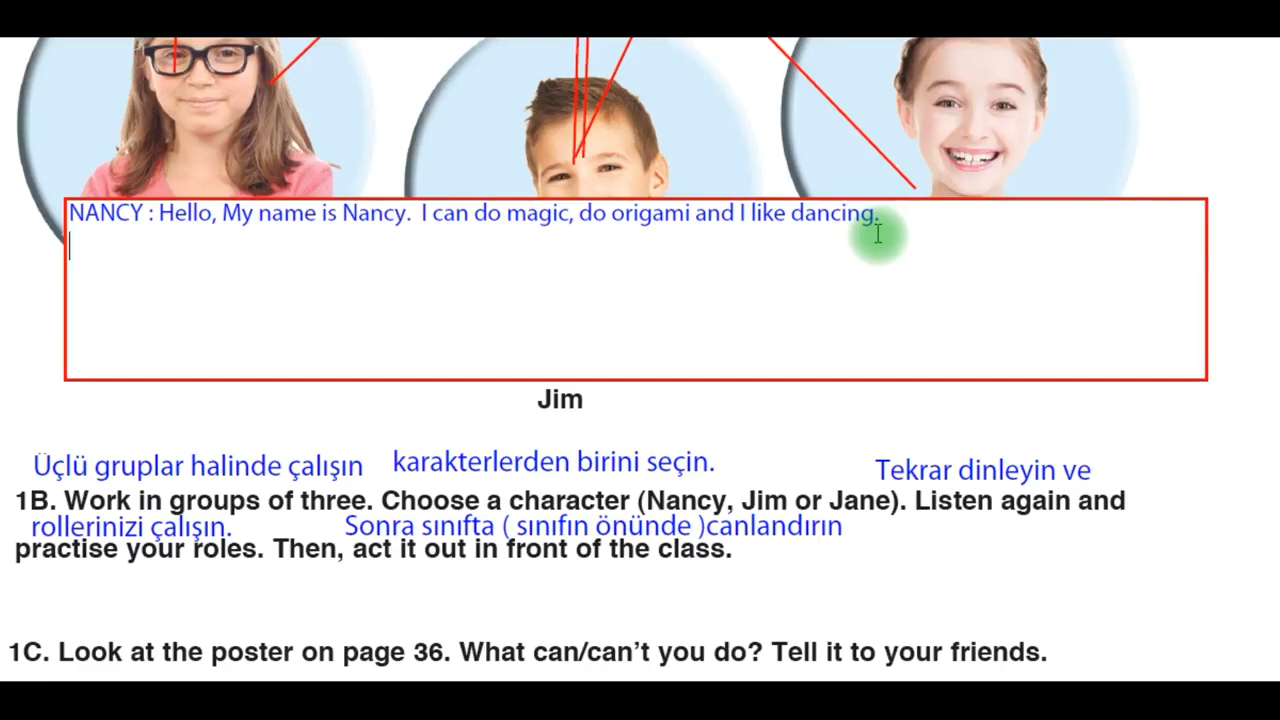 NANCY : Hello, My name is Nancy.  I can do magic, do origami and I like dancing.
Jim
Üçlü gruplar halinde çalışın karakterlerden birini seçin. Tekrar dinleyin ve
1B. Work in groups of three. Choose a character (Nancy, Jim or Jane). Listen again and
rollerinizi çalışın. Sonra sınıfta ( sınıfın önünde )canlandırın
practise your roles. Then, act it out in front of the class.
1C. Look at the poster on page 36. What can/can’t you do? Tell it to your friends.